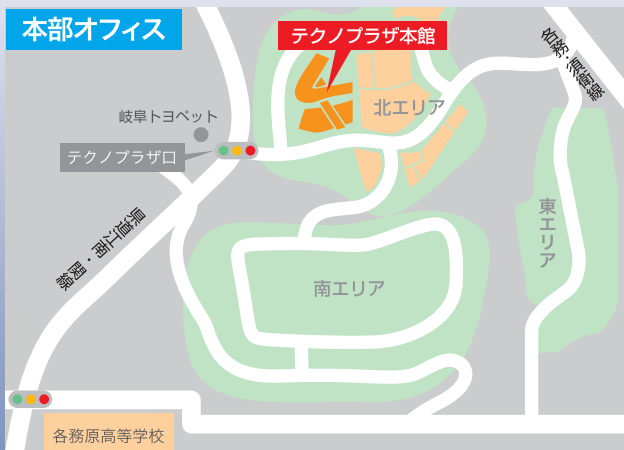 本部オフィス
テクノプラザ本館
各務・須衛線
北エリア
岐阜トヨペット
テクノプラザ口
県道江南・関線
東エリア
南エリア
各務原高等学校